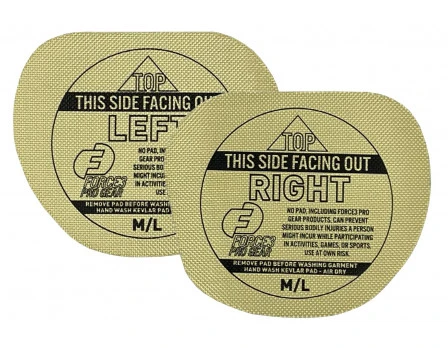 TOP
THIS SIDE FACING OUT
LEFT
NO PAD, IN
GEAR PRODU
SERIOUS BODIL
MIGHT INCUR
IN ACTIVITIES,
USE AT
FORCE3
PRO GEAR
REMOVE PAD BEFORE WASHING
HAND WASH KEVLAR PAD
M/L
TOP
THIS SIDE FACING OUT
RIGHT
NO PAD, INCLUDING FORCE3 PRO
GEAR PRODUCTS, CAN PREVENT
SERIOUS BODILY INJURIES A PERSON
MIGHT INCUR WHILE PARTICIPATING
IN ACTIVITIES, GAMES, OR SPORTS.
USE AT OWN RISK.
FORCE3
PRO GEAR
REMOVE PAD BEFORE WASHING GARMENT
HAND WASH KEVLAR PAD - AIR DRY
M/L